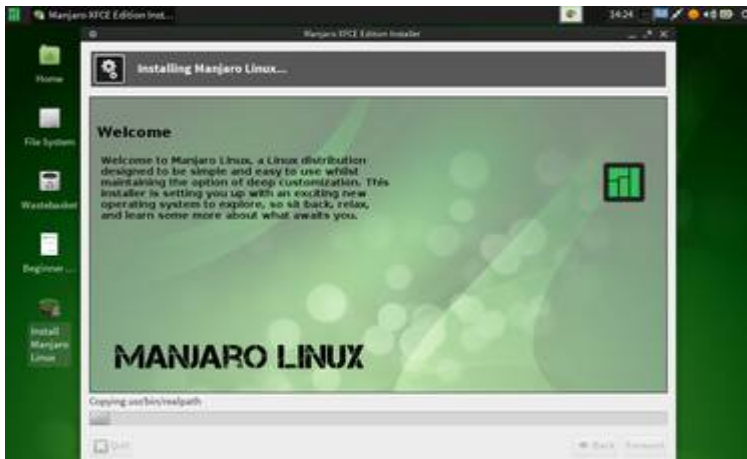 Manjaro XFCE Edition Inst...
14:24
Manjaro XFCE Edition Installer
Home
Installing Manjaro Linux...
File System
Welcome
Welcome to Manjaro Linux, a Linux distribution
designed to be simple and easy to use whilst
maintaining the option of deep customization. This
installer is setting you up with an exciting new
operating system to explore, so sit back, relax,
and learn some more about what awaits you.
Wastebasket
Beginner ...
Install
Manjaro
Linux
MANJARO LINUX
Copying usr/bin/realpath
Quit
Back
Forward